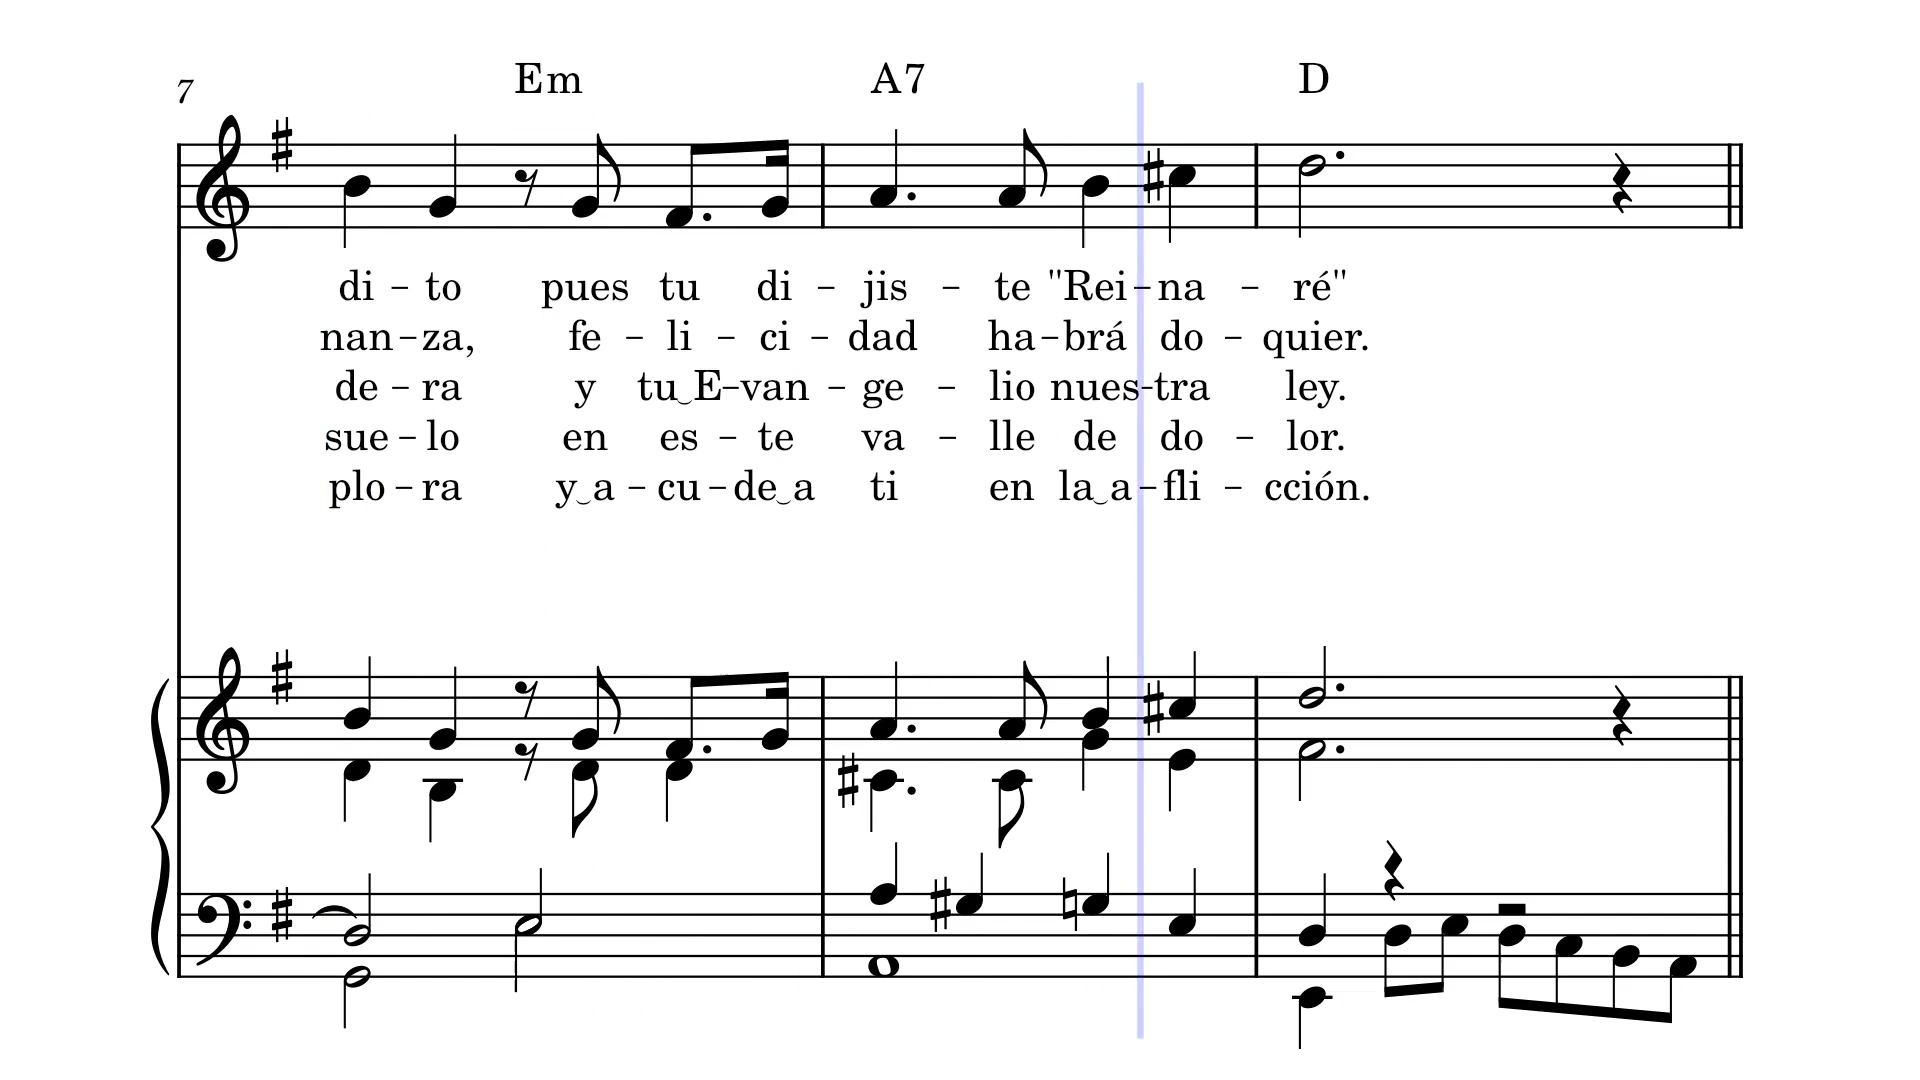 7 Em A7 D
di – to pues tu di – jis – te "Rei – na – ré"
nan – za, fe – li – ci – dad ha – brá do – quier.
de – ra y tu‿E – van – ge – lio nues – tra ley.
sue – lo en es – te va – lle de do – lor.
plo – ra y‿a – cu – de‿a ti en la‿a – fli – cción.